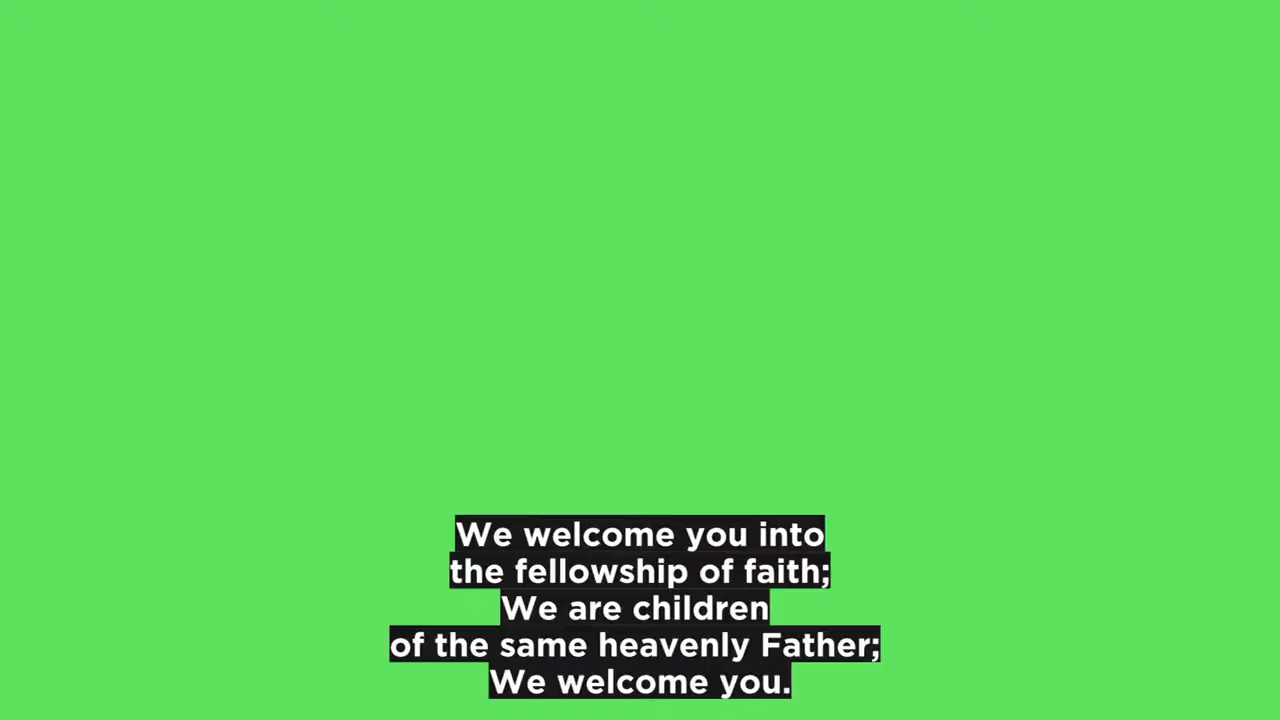 We welcome you into
the fellowship of faith;
We are children
of the same heavenly Father;
We welcome you.